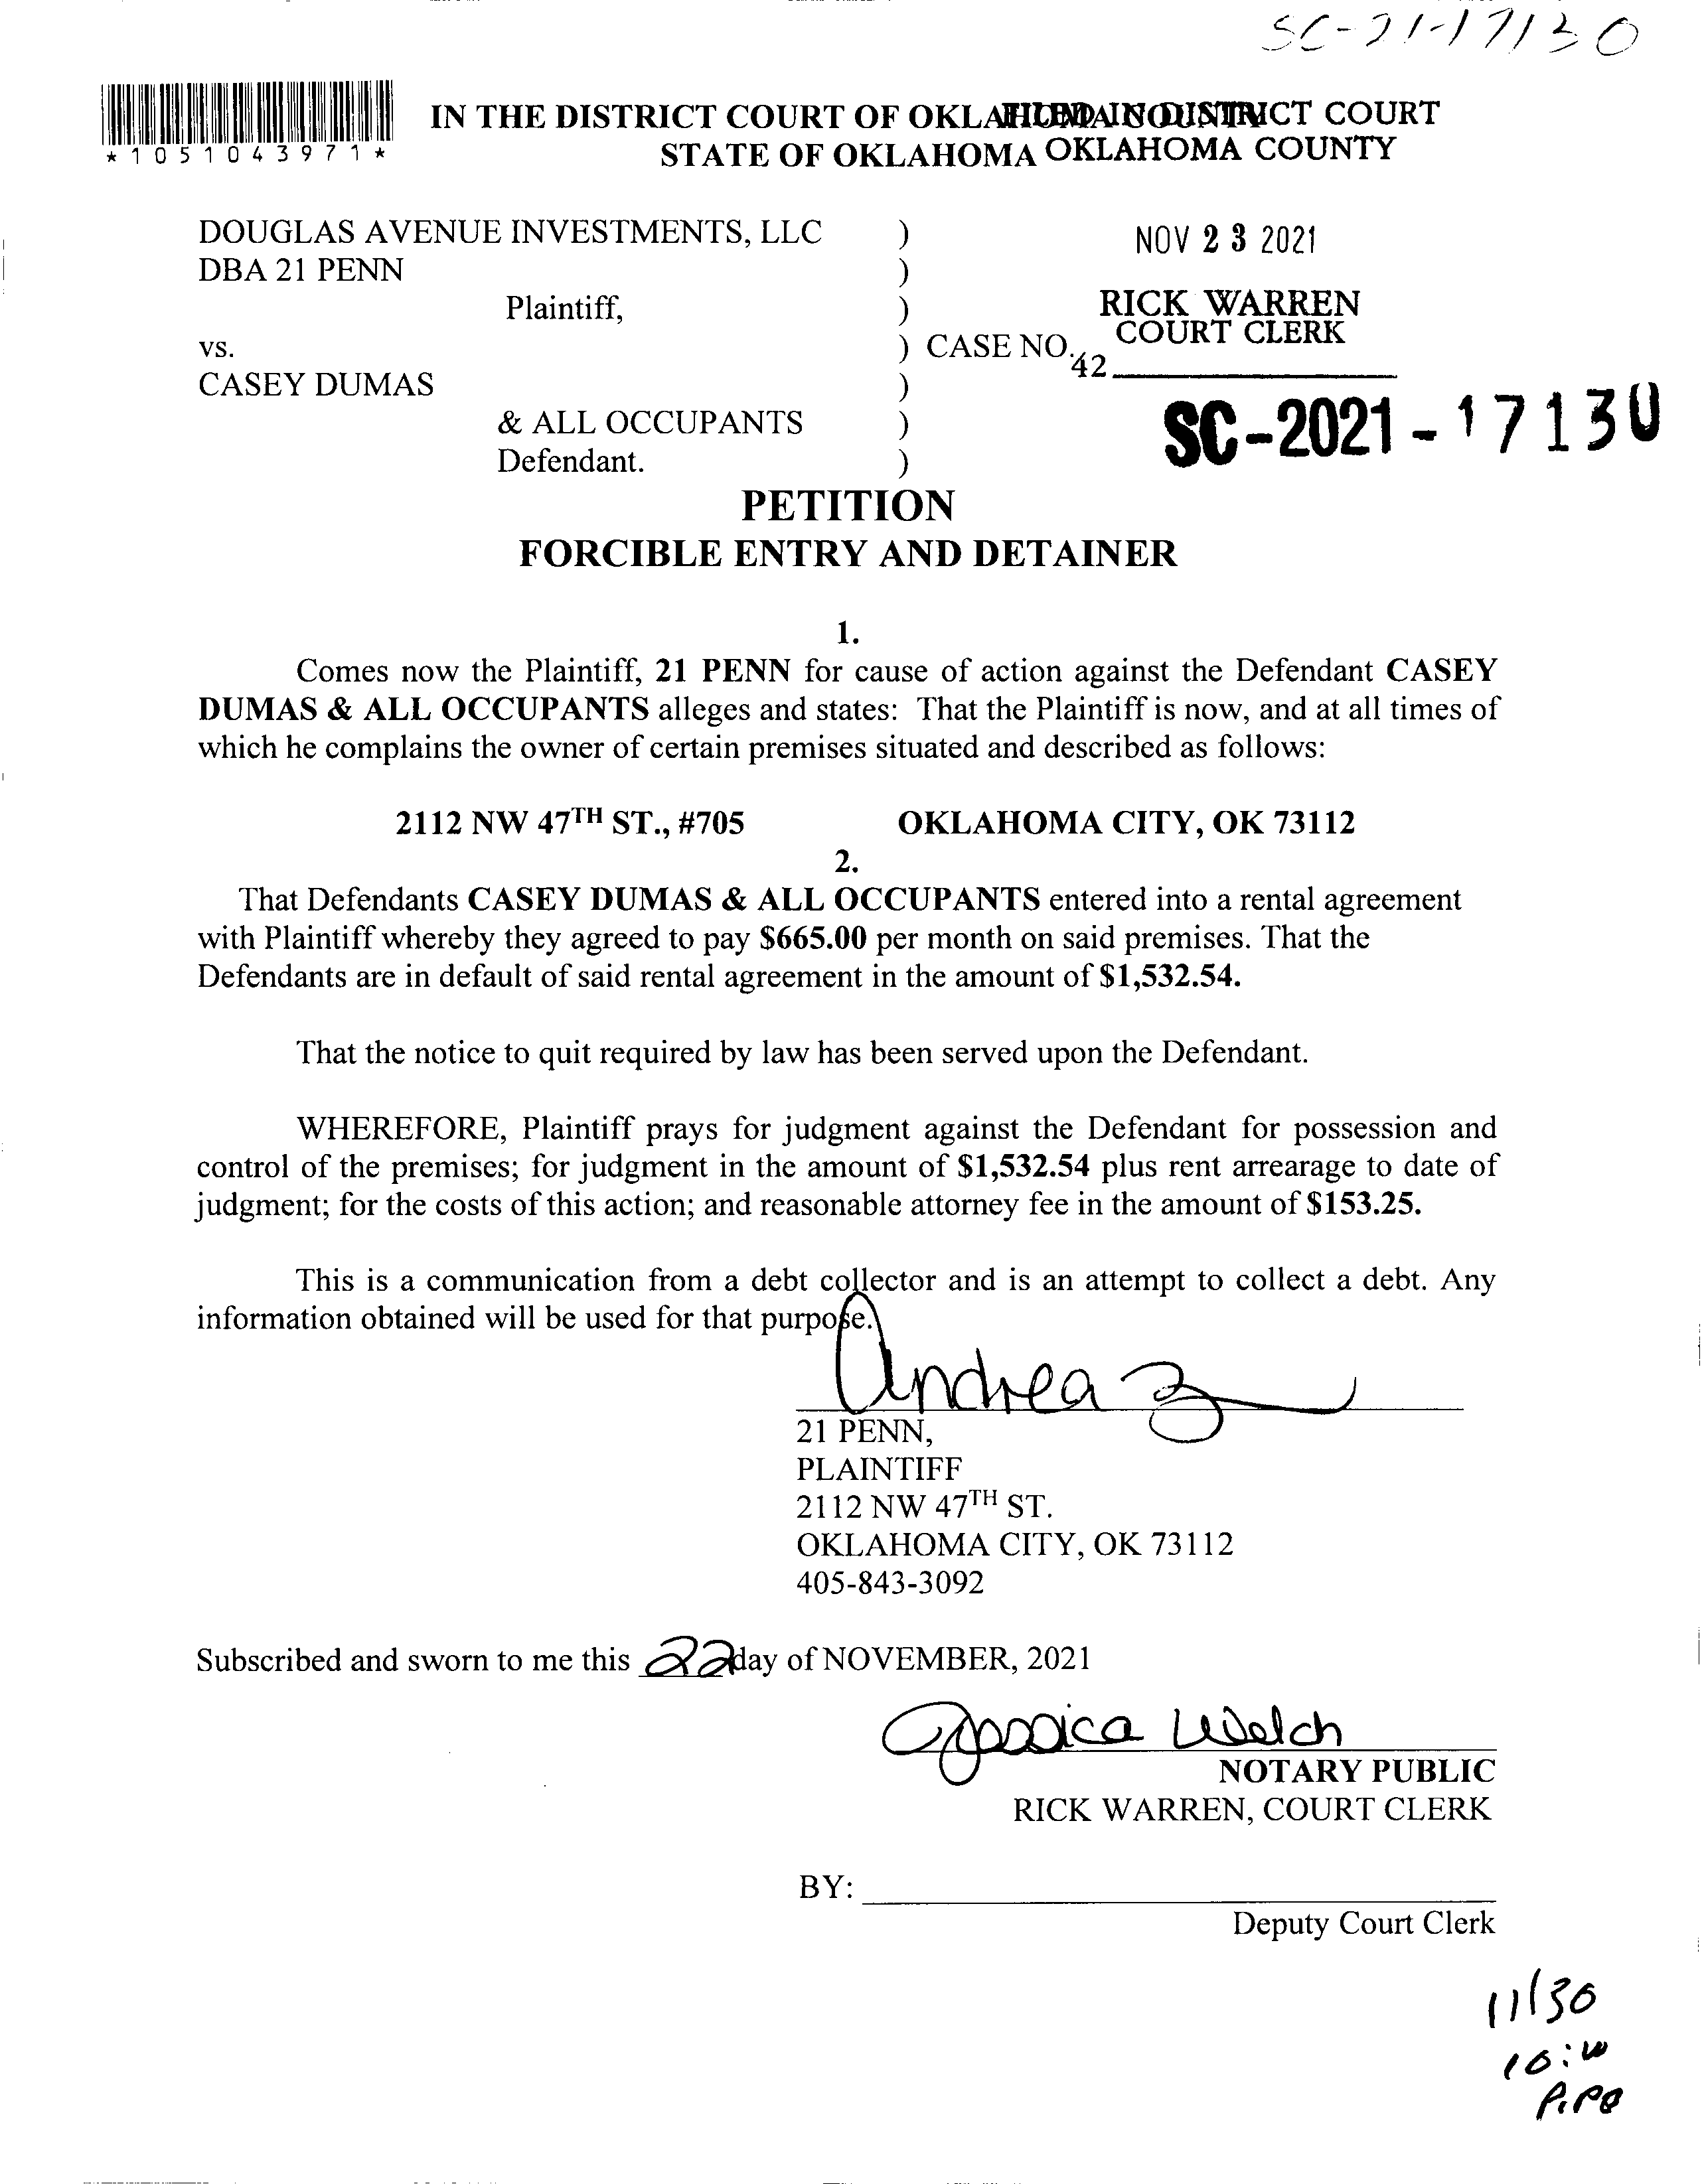 SC-21-17130
*1051043971*
IN THE DISTRICT COURT OF OKLAHOMA COUNTY
STATE OF OKLAHOMA
FILED IN DISTRICT COURT
OKLAHOMA COUNTY
DOUGLAS AVENUE INVESTMENTS, LLC )
DBA 21 PENN )
Plaintiff, )
vs. ) CASE NO.
CASEY DUMAS )
& ALL OCCUPANTS )
Defendant. )
NOV 23 2021
RICK WARREN
COURT CLERK
42
SC-2021-17130
PETITION
FORCIBLE ENTRY AND DETAINER
1.
Comes now the Plaintiff, 21 PENN for cause of action against the Defendant CASEY
DUMAS & ALL OCCUPANTS alleges and states: That the Plaintiff is now, and at all times of
which he complains the owner of certain premises situated and described as follows:
2112 NW 47TH ST., #705 OKLAHOMA CITY, OK 73112
2.
That Defendants CASEY DUMAS & ALL OCCUPANTS entered into a rental agreement
with Plaintiff whereby they agreed to pay $665.00 per month on said premises. That the
Defendants are in default of said rental agreement in the amount of $1,532.54.
That the notice to quit required by law has been served upon the Defendant.
WHEREFORE, Plaintiff prays for judgment against the Defendant for possession and
control of the premises; for judgment in the amount of $1,532.54 plus rent arrearage to date of
judgment; for the costs of this action; and reasonable attorney fee in the amount of $153.25.
This is a communication from a debt collector and is an attempt to collect a debt. Any
information obtained will be used for that purpose.
Andrea
21 PENN,
PLAINTIFF
2112 NW 47TH ST.
OKLAHOMA CITY, OK 73112
405-843-3092
Subscribed and sworn to me this 22 day of NOVEMBER, 2021
Jessica Welch
NOTARY PUBLIC
RICK WARREN, COURT CLERK
BY:
Deputy Court Clerk
11/30